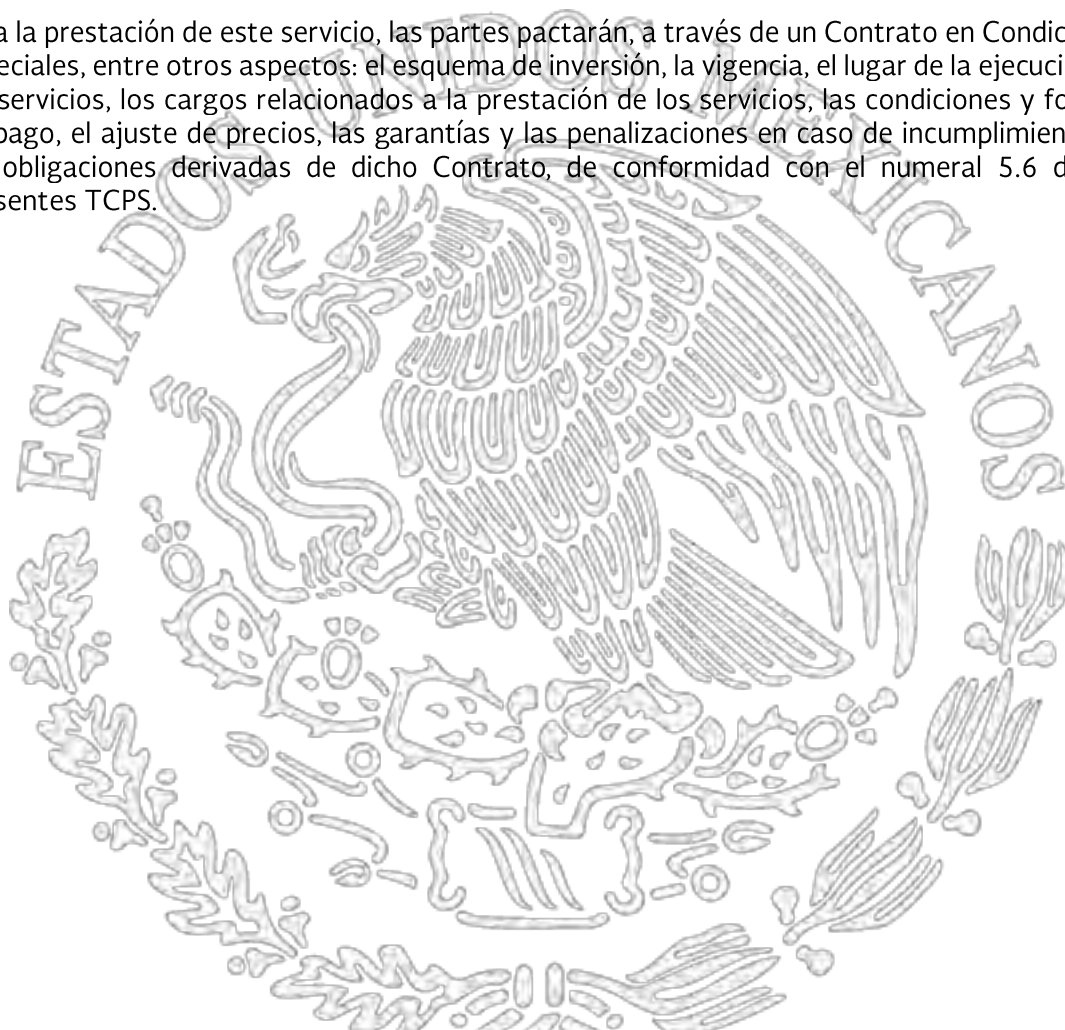 a la prestación de este servicio, las partes pactarán, a través de un Contrato en Condic
eciales, entre otros aspectos: el esquema de inversión, la vigencia, el lugar de la ejecuci
servicios, los cargos relacionados a la prestación de los servicios, las condiciones y fo
pago, el ajuste de precios, las garantías y las penalizaciones en caso de incumplimien
obligaciones derivadas de dicho Contrato, de conformidad con el numeral 5.6 d
sentes TCPS.
ESTADOS UNIDOS MEXICANOS